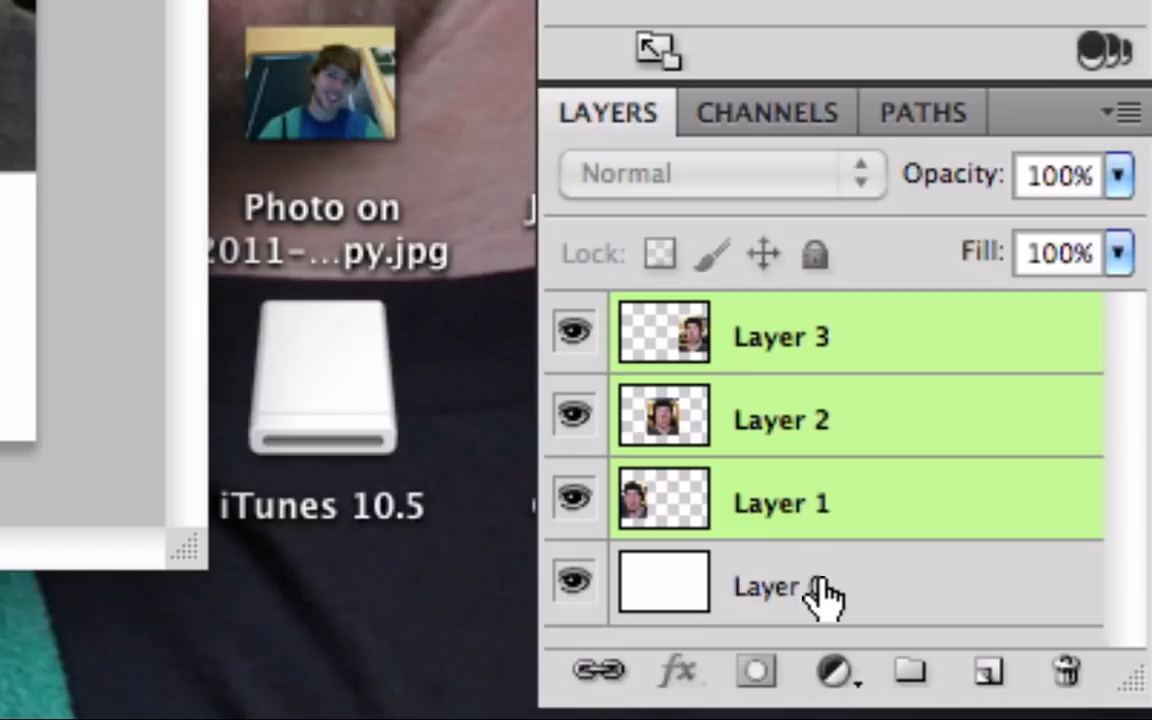 LAYERS CHANNELS PATHS
Normal Opacity: 100%
Lock: Fill: 100%
Layer 3
Layer 2
Layer 1
Layer
Photo on
2011-...py.jpg
iTunes 10.5